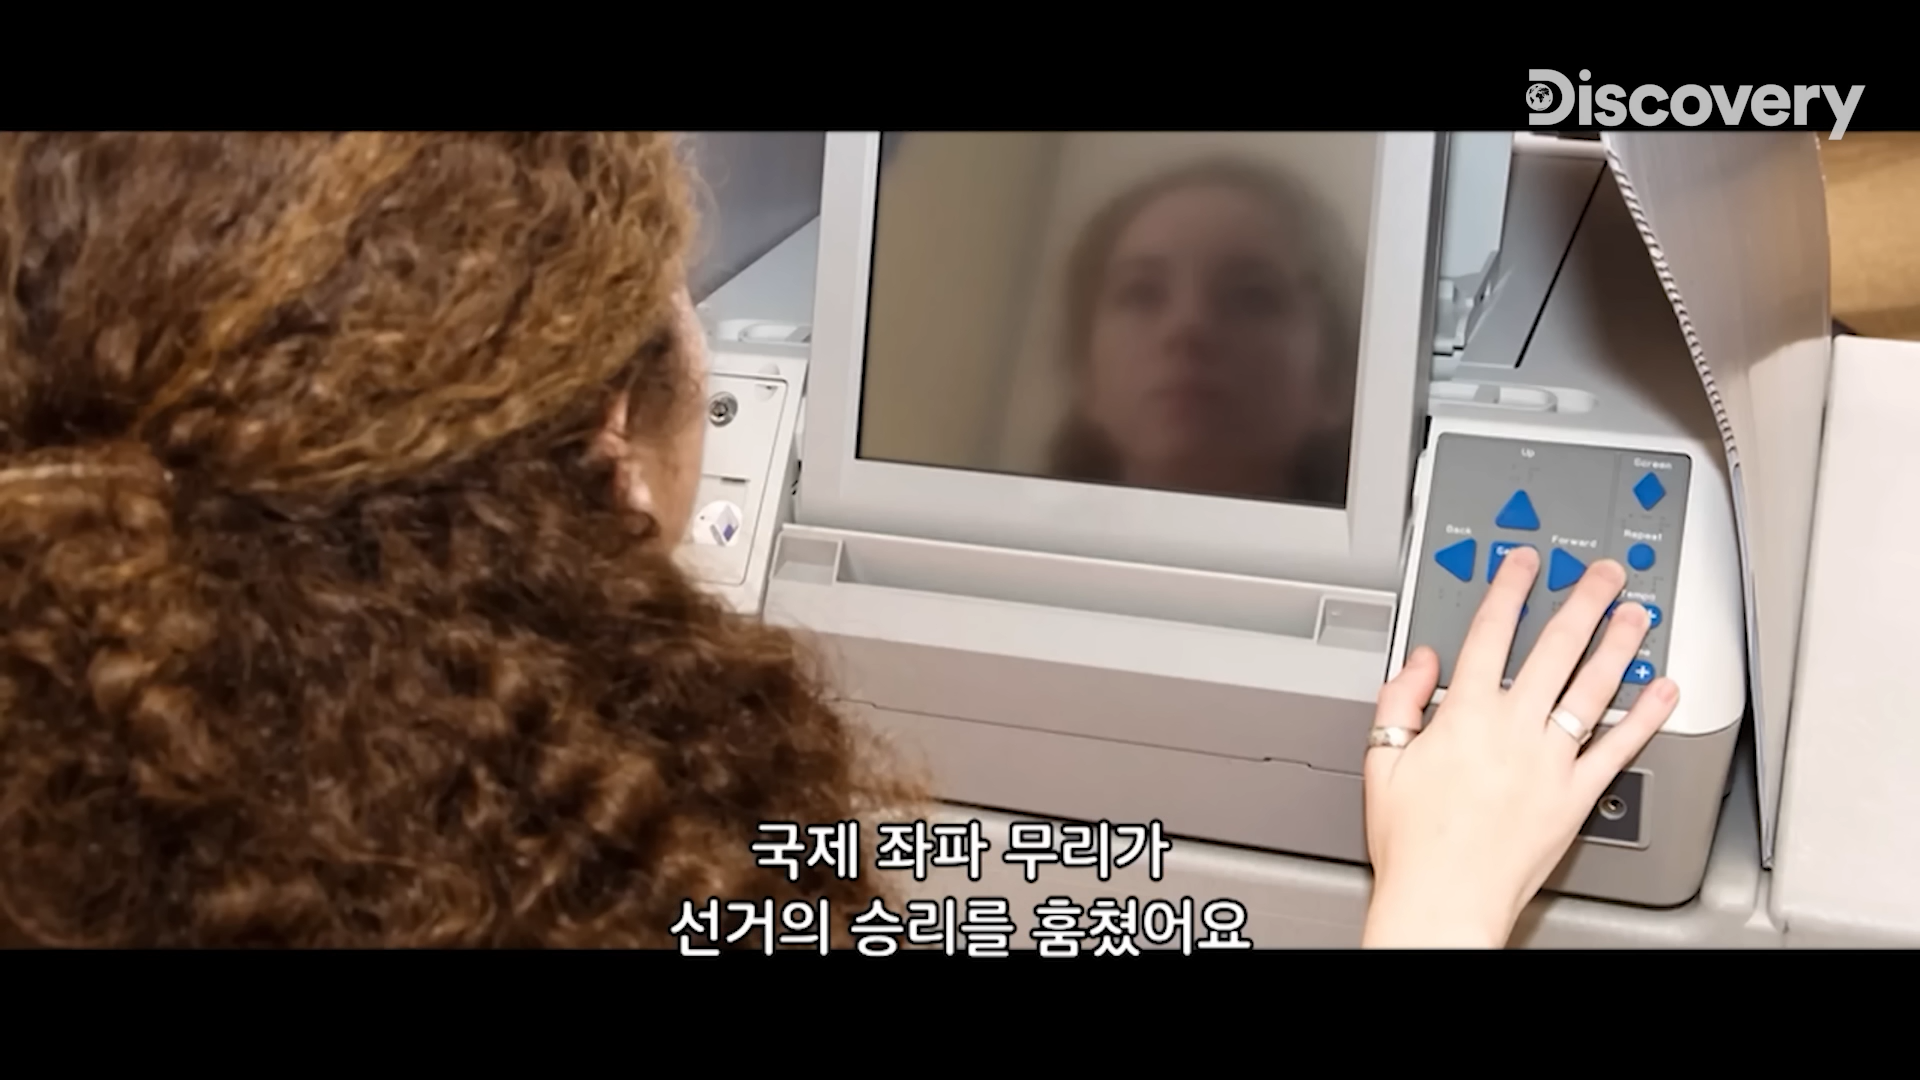 Discovery
Up
Screen
Back
Forward
Repeat
Tempo
국제 좌파 무리가
선거의 승리를 훔쳤어요